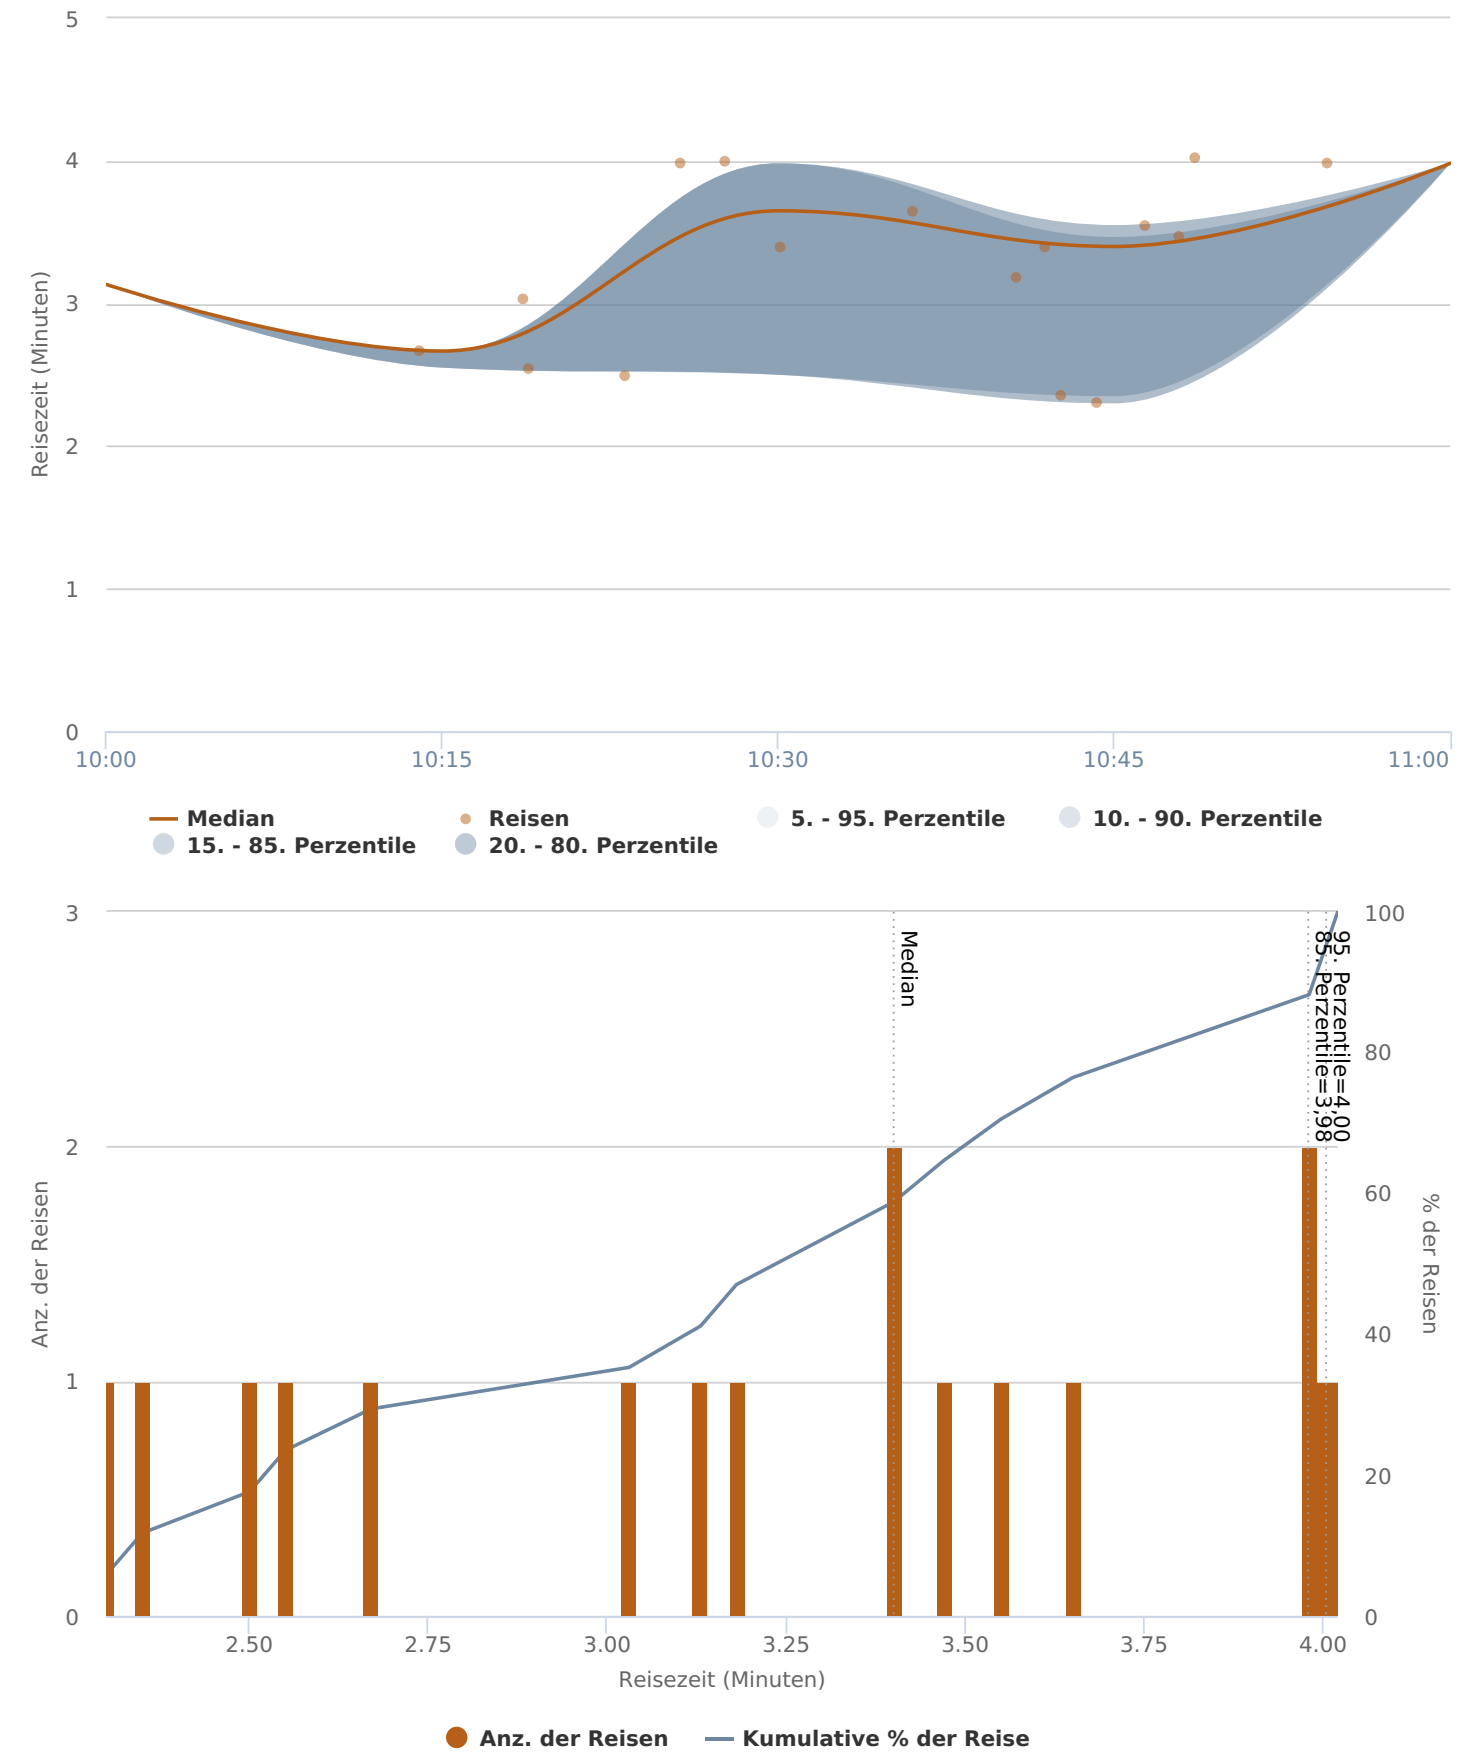 5
4
3
2
1
0
Reisezeit (Minuten)
10:00 10:15 10:30 10:45 11:00
Median Reisen 5. - 95. Perzentile 10. - 90. Perzentile
15. - 85. Perzentile 20. - 80. Perzentile
3
2
1
0
Anz. der Reisen
Median
85. Perzentile=3,98
95. Perzentile=4,00
100
80
60
40
20
0
% der Reisen
2.50 2.75 3.00 3.25 3.50 3.75 4.00
Reisezeit (Minuten)
Anz. der Reisen Kumulative % der Reise